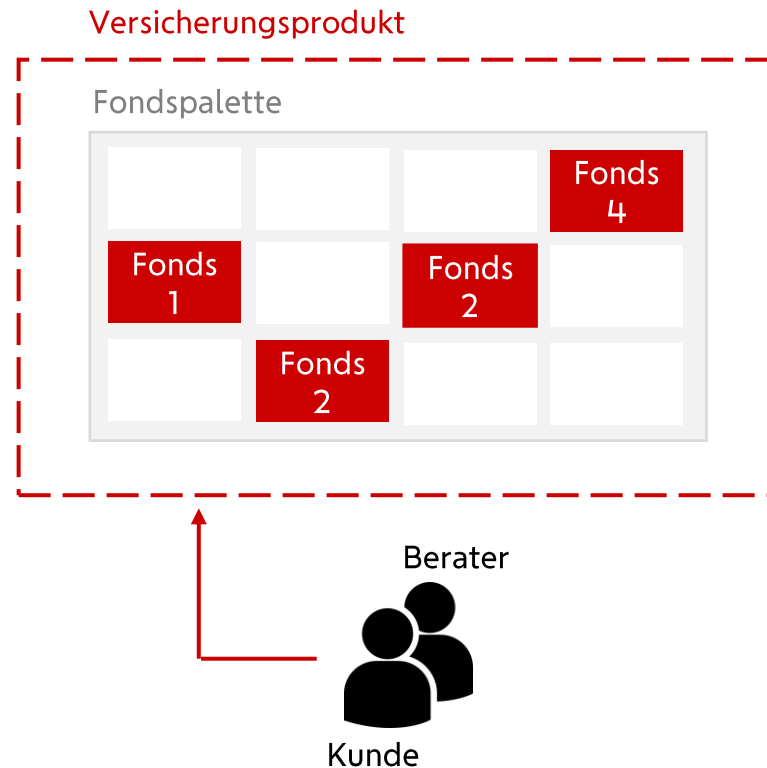 Versicherungsprodukt
Fondspalette
Fonds
4
Fonds
1
Fonds
2
Fonds
2
Berater
Kunde